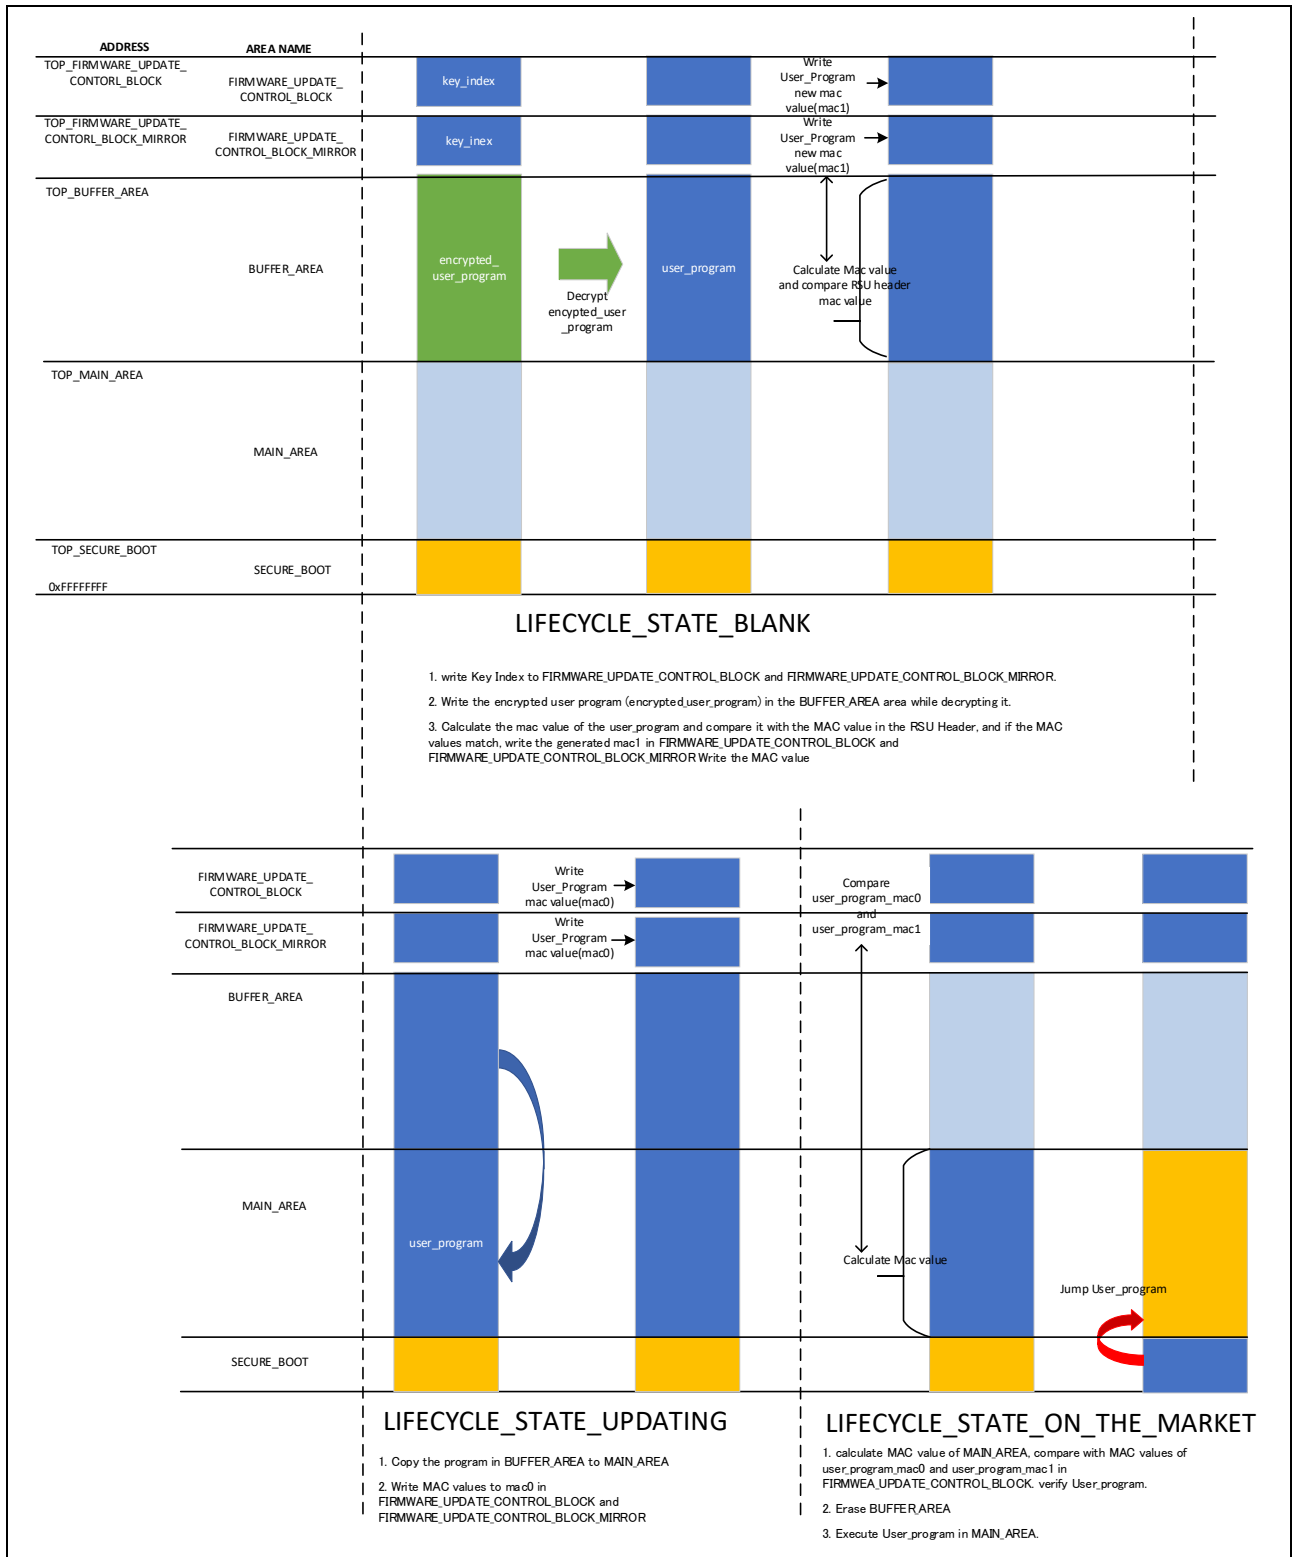 ADDRESS
AREA NAME
TOP_FIRMWARE_UPDATE_
CONTORL_BLOCK
FIRMWARE_UPDATE_
CONTROL_BLOCK
key_index
Write
User_Program
new mac
value(mac1)
TOP_FIRMWARE_UPDATE_
CONTORL_BLOCK_MIRROR
FIRMWARE_UPDATE_
CONTROL_BLOCK_MIRROR
key_inex
Write
User_Program
new mac
value(mac1)
TOP_BUFFER_AREA
BUFFER_AREA
encrypted_
user_program
Decrypt
encypted_user
_program
user_program
Calculate Mac value
and compare RSU header
mac value
TOP_MAIN_AREA
MAIN_AREA
TOP_SECURE_BOOT
SECURE_BOOT
0xFFFFFFFF
LIFECYCLE_STATE_BLANK
1. write Key Index to FIRMWARE_UPDATE_CONTROL_BLOCK and FIRMWARE_UPDATE_CONTROL_BLOCK_MIRROR.
2. Write the encrypted user program (encrypted_user_program) in the BUFFER_AREA area while decrypting it.
3. Calculate the mac value of the user_program and compare it with the MAC value in the RSU Header, and if the MAC
values match, write the generated mac1 in FIRMWARE_UPDATE_CONTROL_BLOCK and
FIRMWARE_UPDATE_CONTROL_BLOCK_MIRROR Write the MAC value
FIRMWARE_UPDATE_
CONTROL_BLOCK
Write
User_Program
mac value(mac0)
Compare
user_program_mac0
and
user_program_mac1
FIRMWARE_UPDATE_
CONTROL_BLOCK_MIRROR
Write
User_Program
mac value(mac0)
BUFFER_AREA
MAIN_AREA
user_program
Calculate Mac value
Jump User_program
SECURE_BOOT
LIFECYCLE_STATE_UPDATING
1. Copy the program in BUFFER_AREA to MAIN_AREA
2. Write MAC values to mac0 in
FIRMWARE_UPDATE_CONTROL_BLOCK and
FIRMWARE_UPDATE_CONTROL_BLOCK_MIRROR
LIFECYCLE_STATE_ON_THE_MARKET
1. calculate MAC value of MAIN_AREA, compare with MAC values of
user_program_mac0 and user_program_mac1 in
FIRMWEA_UPDATE_CONTROL_BLOCK. verify User_program.
2. Erase BUFFER_AREA
3. Execute User_program in MAIN_AREA.